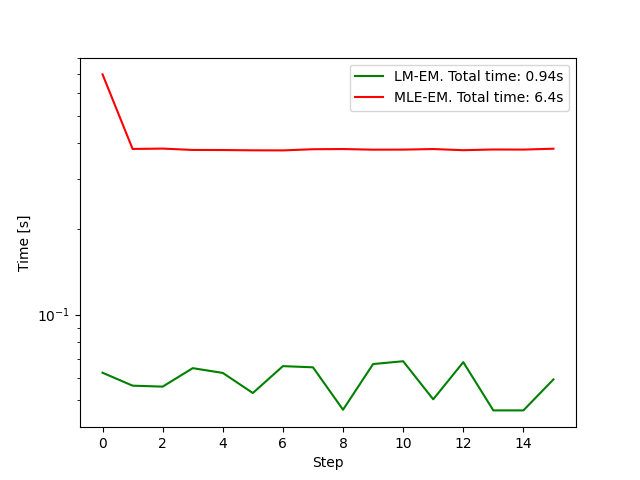 LM-EM. Total time: 0.94s
MLE-EM. Total time: 6.4s
Time [s]
10⁻¹
0 2 4 6 8 10 12 14
Step